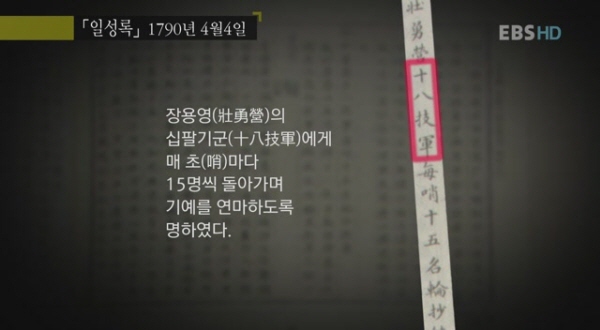 「일성록」 1790년 4월4일
EBS HD
장용영(壯勇營)의
십팔기군(十八技軍)에게
매 초(哨)마다
15명씩 돌아가며
기예를 연마하도록
명하였다.
壯勇營十八技軍每哨十五名輪抄